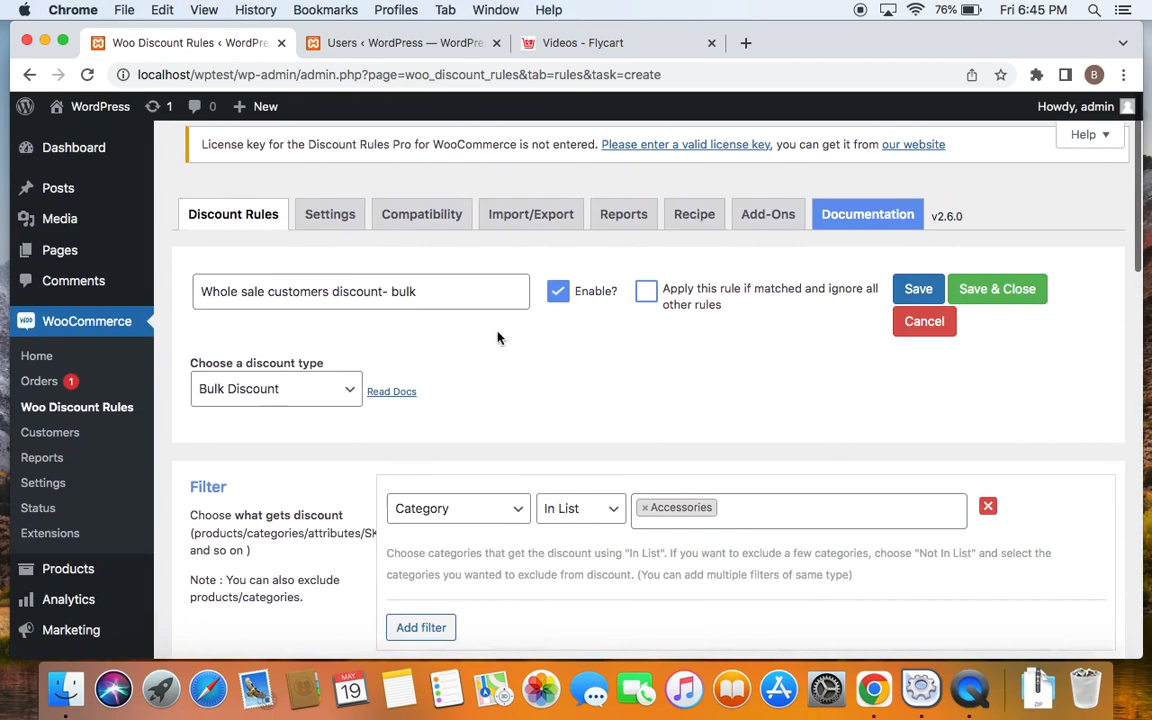 Chrome File Edit View History Bookmarks Profiles Tab Window Help 76% Fri 6:45 PM
Woo Discount Rules ‹ WordPre Users ‹ WordPress — WordPre Videos - Flycart
localhost/wptest/wp-admin/admin.php?page=woo_discount_rules&tab=rules&task=create B
WordPress 1 0 + New Howdy, admin
Help ▼
License key for the Discount Rules Pro for WooCommerce is not entered. Please enter a valid license key, you can get it from our website
Dashboard
Posts
Media
Pages
Comments
WooCommerce
Home
Orders 1
Woo Discount Rules
Customers
Reports
Settings
Status
Extensions
Products
Analytics
Marketing
Discount Rules Settings Compatibility Import/Export Reports Recipe Add-Ons Documentation v2.6.0
Whole sale customers discount- bulk
Enable?
Apply this rule if matched and ignore all
other rules
Save Save & Close
Cancel
Choose a discount type
Bulk Discount Read Docs
Filter
Choose what gets discount
(products/categories/attributes/SK
and so on )
Note : You can also exclude
products/categories.
Category In List × Accessories
Choose categories that get the discount using "In List". If you want to exclude a few categories, choose "Not In List" and select the
categories you wanted to exclude from discount. (You can add multiple filters of same type)
Add filter
MAY
19
ZIP